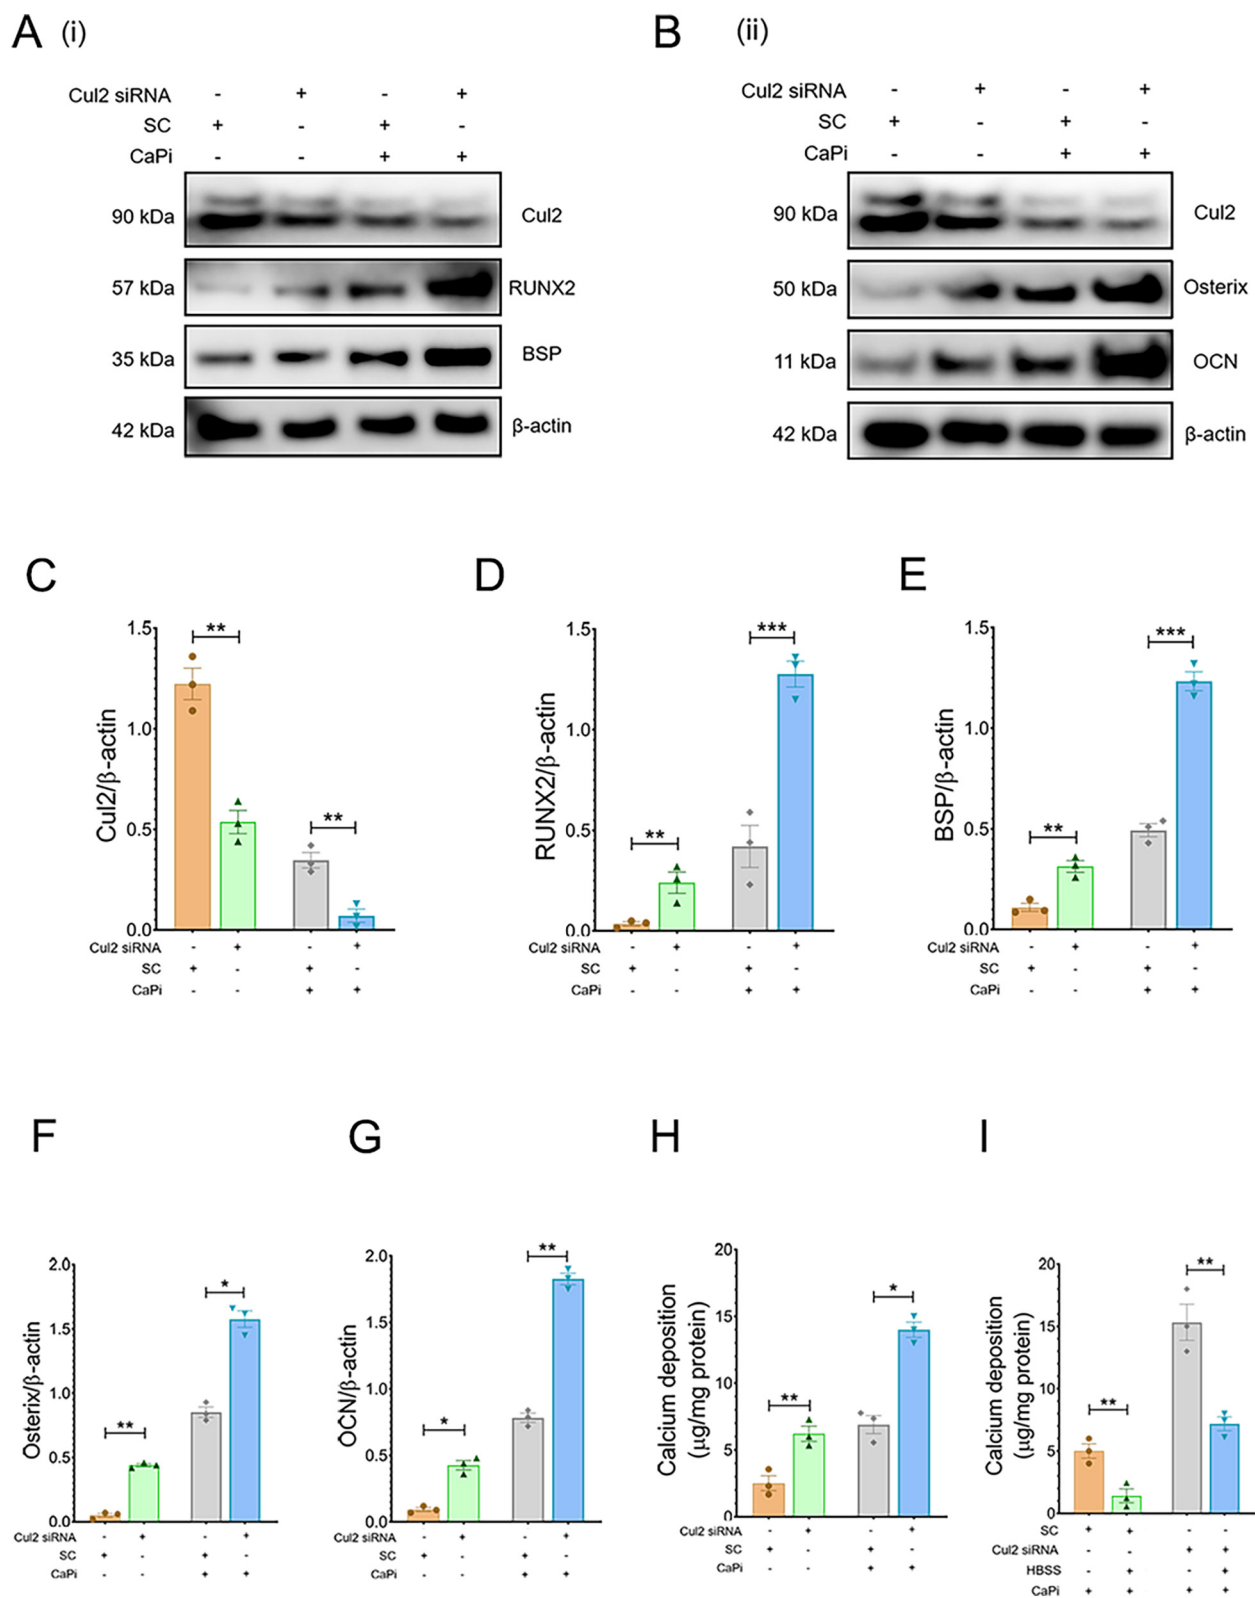 A (i)
Cul2 siRNA - + - +
SC + - + -
CaPi - - + +
90 kDa Cul2
57 kDa RUNX2
35 kDa BSP
42 kDa β-actin
B (ii)
Cul2 siRNA - + - +
SC + - + -
CaPi - - + +
90 kDa Cul2
50 kDa Osterix
11 kDa OCN
42 kDa β-actin
C
Cul2/β-actin
1.5
1.0
0.5
0.0
** **
Cul2 siRNA - + - +
SC + - + -
CaPi - - + +
D
RUNX2/β-actin
1.5
1.0
0.5
0.0
** ***
Cul2 siRNA - + - +
SC + - + -
CaPi - - + +
E
BSP/β-actin
1.5
1.0
0.5
0.0
** ***
Cul2 siRNA - + - +
SC + - + -
CaPi - - + +
F
Osterix/β-actin
2.0
1.5
1.0
0.5
0.0
** *
Cul2 siRNA - + - +
SC + - + -
CaPi - - + +
G
OCN/β-actin
2.0
1.5
1.0
0.5
0.0
* **
Cul2 siRNA - + - +
SC + - + -
CaPi - - + +
H
Calcium deposition
(μg/mg protein)
20
15
10
5
0
** *
Cul2 siRNA - + - +
SC + - + -
CaPi - - + +
I
Calcium deposition
(μg/mg protein)
20
15
10
5
0
** **
SC + + - -
Cul2 siRNA - - + +
HBSS - + - +
CaPi + + + +